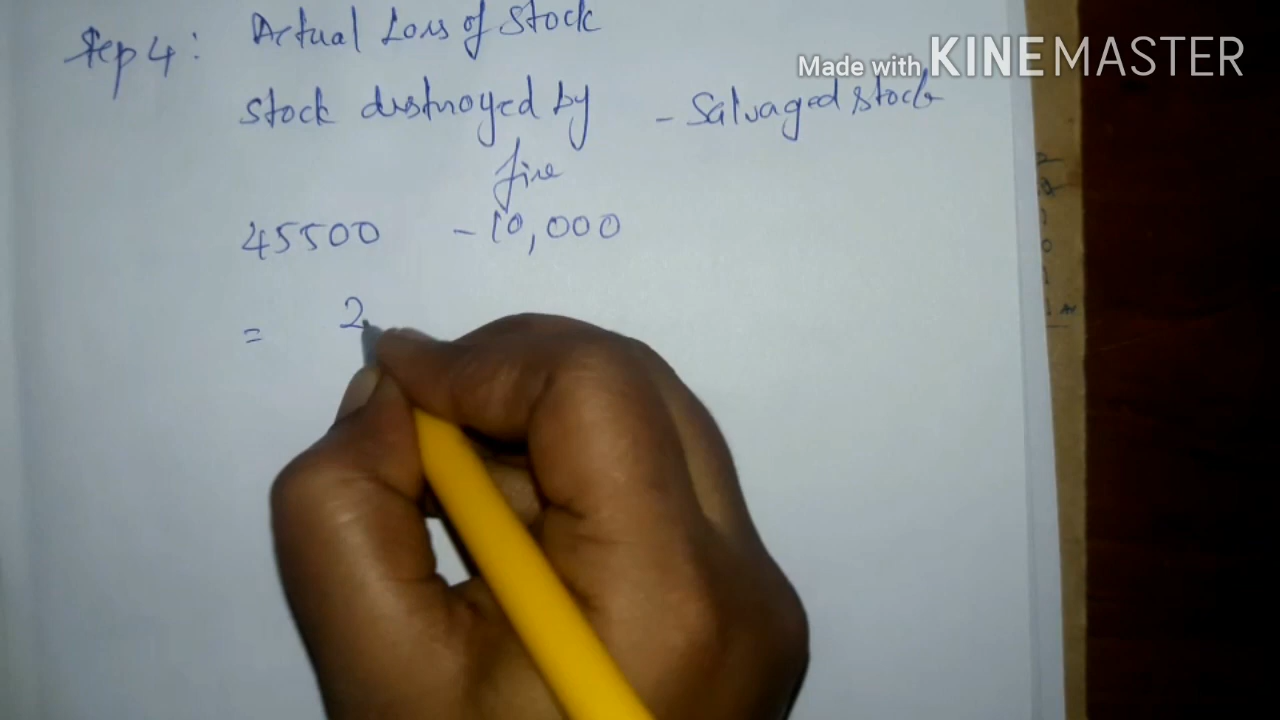 Step 4: Actual Loss of Stock
Made with KINEMASTER
Stock destroyed by - Salvaged stock
fire
45500 - 10,000
= 2